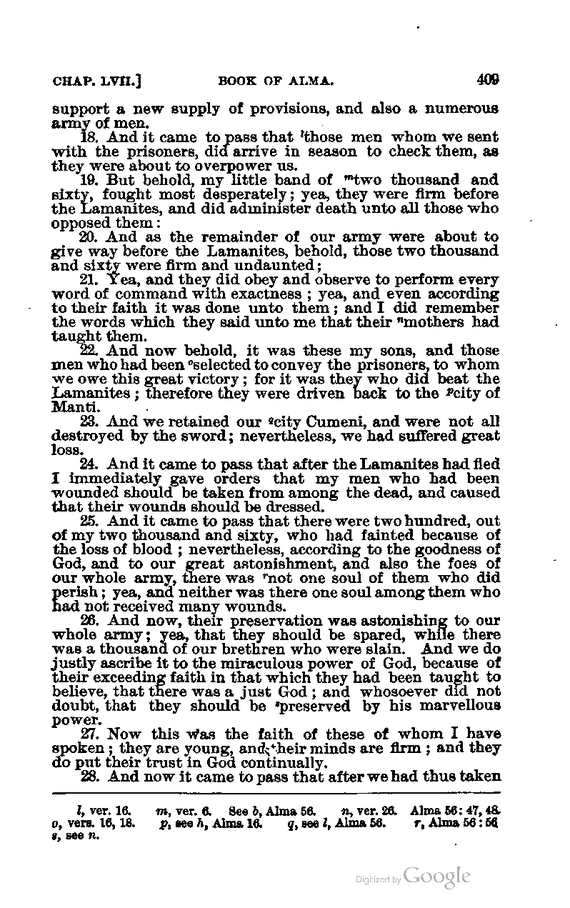 CHAP. LVII.] BOOK OF ALMA. 409
support a new supply of provisions, and also a numerous
army of men.
18. And it came to pass that ˡthose men whom we sent
with the prisoners, did arrive in season to check them, as
they were about to overpower us.
19. But behold, my little band of ᵐtwo thousand and
sixty, fought most desperately; yea, they were firm before
the Lamanites, and did administer death unto all those who
opposed them:
20. And as the remainder of our army were about to
give way before the Lamanites, behold, those two thousand
and sixty were firm and undaunted;
21. Yea, and they did obey and observe to perform every
word of command with exactness; yea, and even according
to their faith it was done unto them; and I did remember
the words which they said unto me that their ⁿmothers had
taught them.
22. And now behold, it was these my sons, and those
men who had been ᵒselected to convey the prisoners, to whom
we owe this great victory; for it was they who did beat the
Lamanites; therefore they were driven back to the ᵖcity of
Manti.
23. And we retained our qcity Cumeni, and were not all
destroyed by the sword; nevertheless, we had suffered great
loss.
24. And it came to pass that after the Lamanites had fled
I immediately gave orders that my men who had been
wounded should be taken from among the dead, and caused
that their wounds should be dressed.
25. And it came to pass that there were two hundred, out
of my two thousand and sixty, who had fainted because of
the loss of blood; nevertheless, according to the goodness of
God, and to our great astonishment, and also the foes of
our whole army, there was ʳnot one soul of them who did
perish; yea, and neither was there one soul among them who
had not received many wounds.
26. And now, their preservation was astonishing to our
whole army; yea, that they should be spared, while there
was a thousand of our brethren who were slain. And we do
justly ascribe it to the miraculous power of God, because of
their exceeding faith in that which they had been taught to
believe, that there was a just God; and whosoever did not
doubt, that they should be ˢpreserved by his marvellous
power.
27. Now this was the faith of these of whom I have
spoken; they are young, and their minds are firm; and they
do put their trust in God continually.
28. And now it came to pass that after we had thus taken
l, ver. 16. m, ver. 6. See b, Alma 56. n, ver. 26. Alma 56: 47, 48.
o, vers. 16, 18. p, see h, Alma 16. q, see l, Alma 56. r, Alma 56: 56
s, see n.
Digitized by Google